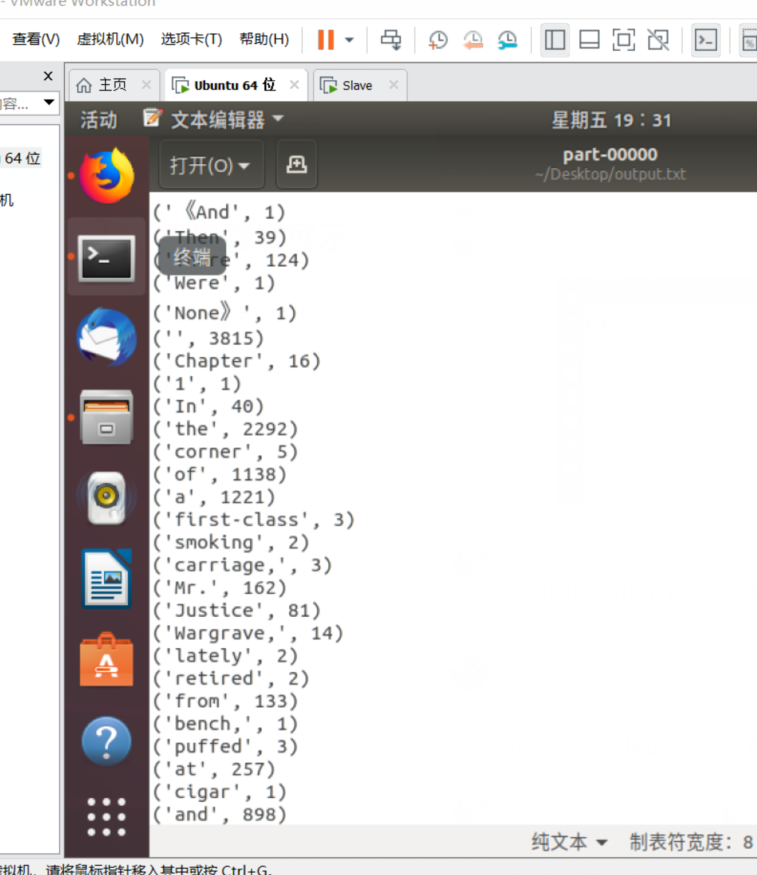 - VMware Workstation
查看(V) 虚拟机(M) 选项卡(T) 帮助(H)
主页 Ubuntu 64 位 Slave
内容...
64 位
机
活动 文本编辑器 星期五 19：31
打开(O) part-00000
~/Desktop/output.txt
('《And', 1)
('Then', 39)
re', 124)
终端
('Were', 1)
('None》', 1)
('', 3815)
('Chapter', 16)
('1', 1)
('In', 40)
('the', 2292)
('corner', 5)
('of', 1138)
('a', 1221)
('first-class', 3)
('smoking', 2)
('carriage,', 3)
('Mr.', 162)
('Justice', 81)
('Wargrave,', 14)
('lately', 2)
('retired', 2)
('from', 133)
('bench,', 1)
('puffed', 3)
('at', 257)
('cigar', 1)
('and', 898)
纯文本 制表符宽度：8
虚拟机，请将鼠标指针移入其中或按 Ctrl+G。